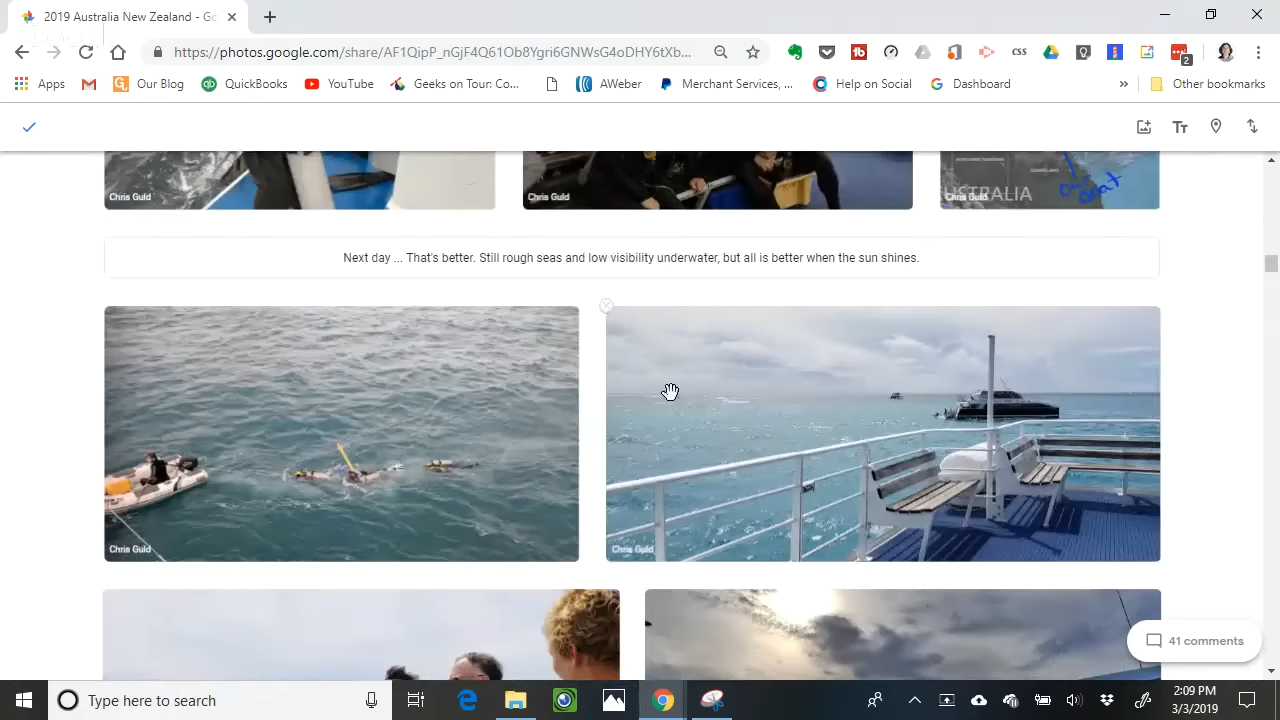 2019 Australia New Zealand - Go
https://photos.google.com/share/AF1QipP_nGjF4Q61Ob8Ygri6GNWsG4oDHY6tXb...
css
2
Apps
Our Blog
QuickBooks
YouTube
Geeks on Tour: Co...
AWeber
Merchant Services, ...
Help on Social
Dashboard
»
Other bookmarks
Tт
Chris Guld
Chris Guld
USTRALIA
Chris Guld
Next day ... That's better. Still rough seas and low visibility underwater, but all is better when the sun shines.
Chris Guld
Chris Guld
41 comments
Type here to search
2:09 PM
3/3/2019